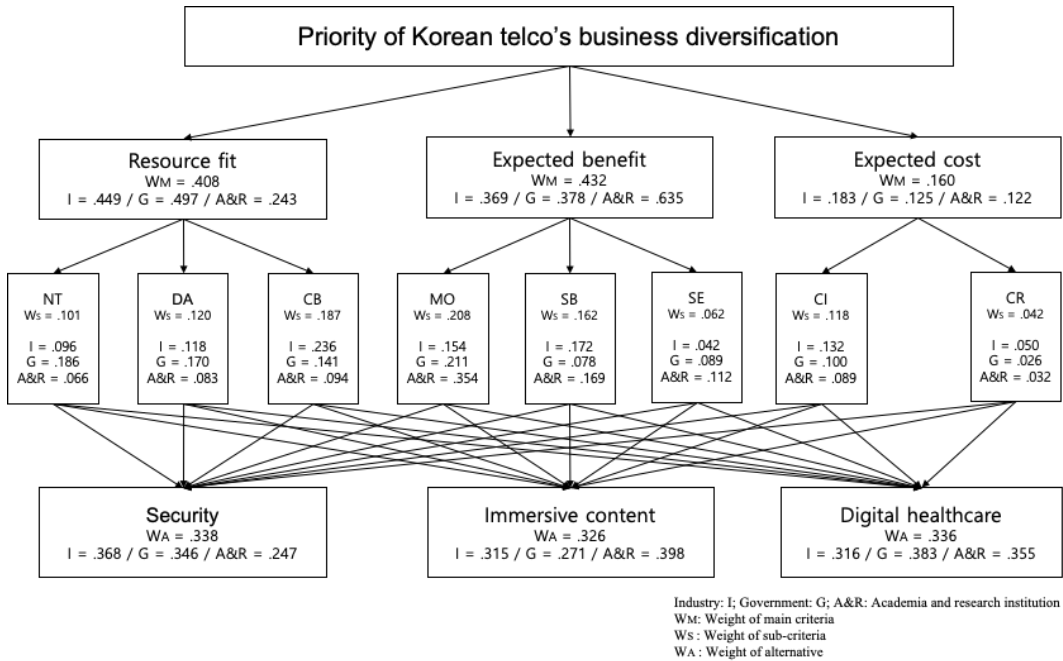 Priority of Korean telco’s business diversification
Resource fit
WM = .408
I = .449 / G = .497 / A&R = .243
Expected benefit
WM = .432
I = .369 / G = .378 / A&R = .635
Expected cost
WM = .160
I = .183 / G = .125 / A&R = .122
NT
WS = .101
I = .096
G = .186
A&R = .066
DA
WS = .120
I = .118
G = .170
A&R = .083
CB
WS = .187
I = .236
G = .141
A&R = .094
MO
WS = .208
I = .154
G = .211
A&R = .354
SB
WS = .162
I = .172
G = .078
A&R = .169
SE
WS = .062
I = .042
G = .089
A&R = .112
CI
WS = .118
I = .132
G = .100
A&R = .089
CR
WS = .042
I = .050
G = .026
A&R = .032
Security
WA = .338
I = .368 / G = .346 / A&R = .247
Immersive content
WA = .326
I = .315 / G = .271 / A&R = .398
Digital healthcare
WA = .336
I = .316 / G = .383 / A&R = .355
Industry: I; Government: G; A&R: Academia and research institution
WM: Weight of main criteria
WS : Weight of sub-criteria
WA : Weight of alternative